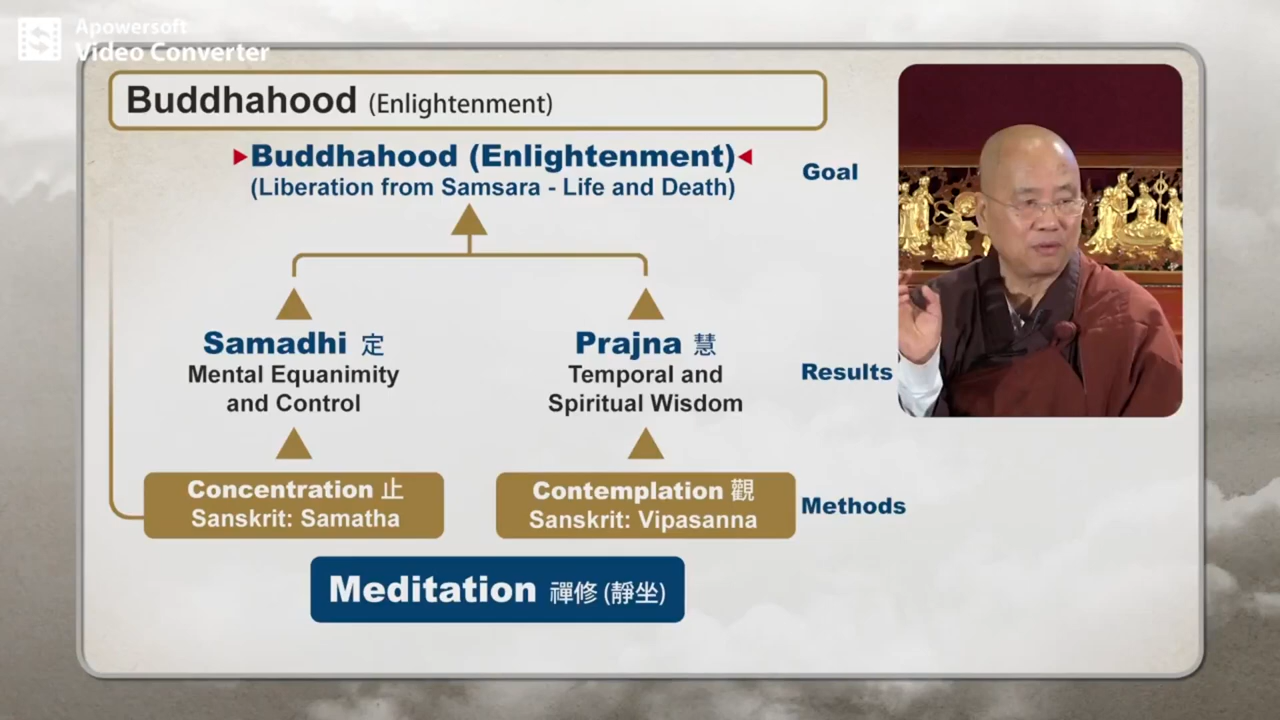 Apowersoft
Video Converter
Buddhahood (Enlightenment)
Buddhahood (Enlightenment)
(Liberation from Samsara - Life and Death)
Goal
Samadhi 定
Mental Equanimity
and Control
Prajna 慧
Temporal and
Spiritual Wisdom
Results
Concentration 止
Sanskrit: Samatha
Contemplation 觀
Sanskrit: Vipasanna
Methods
Meditation 禪修 (靜坐)